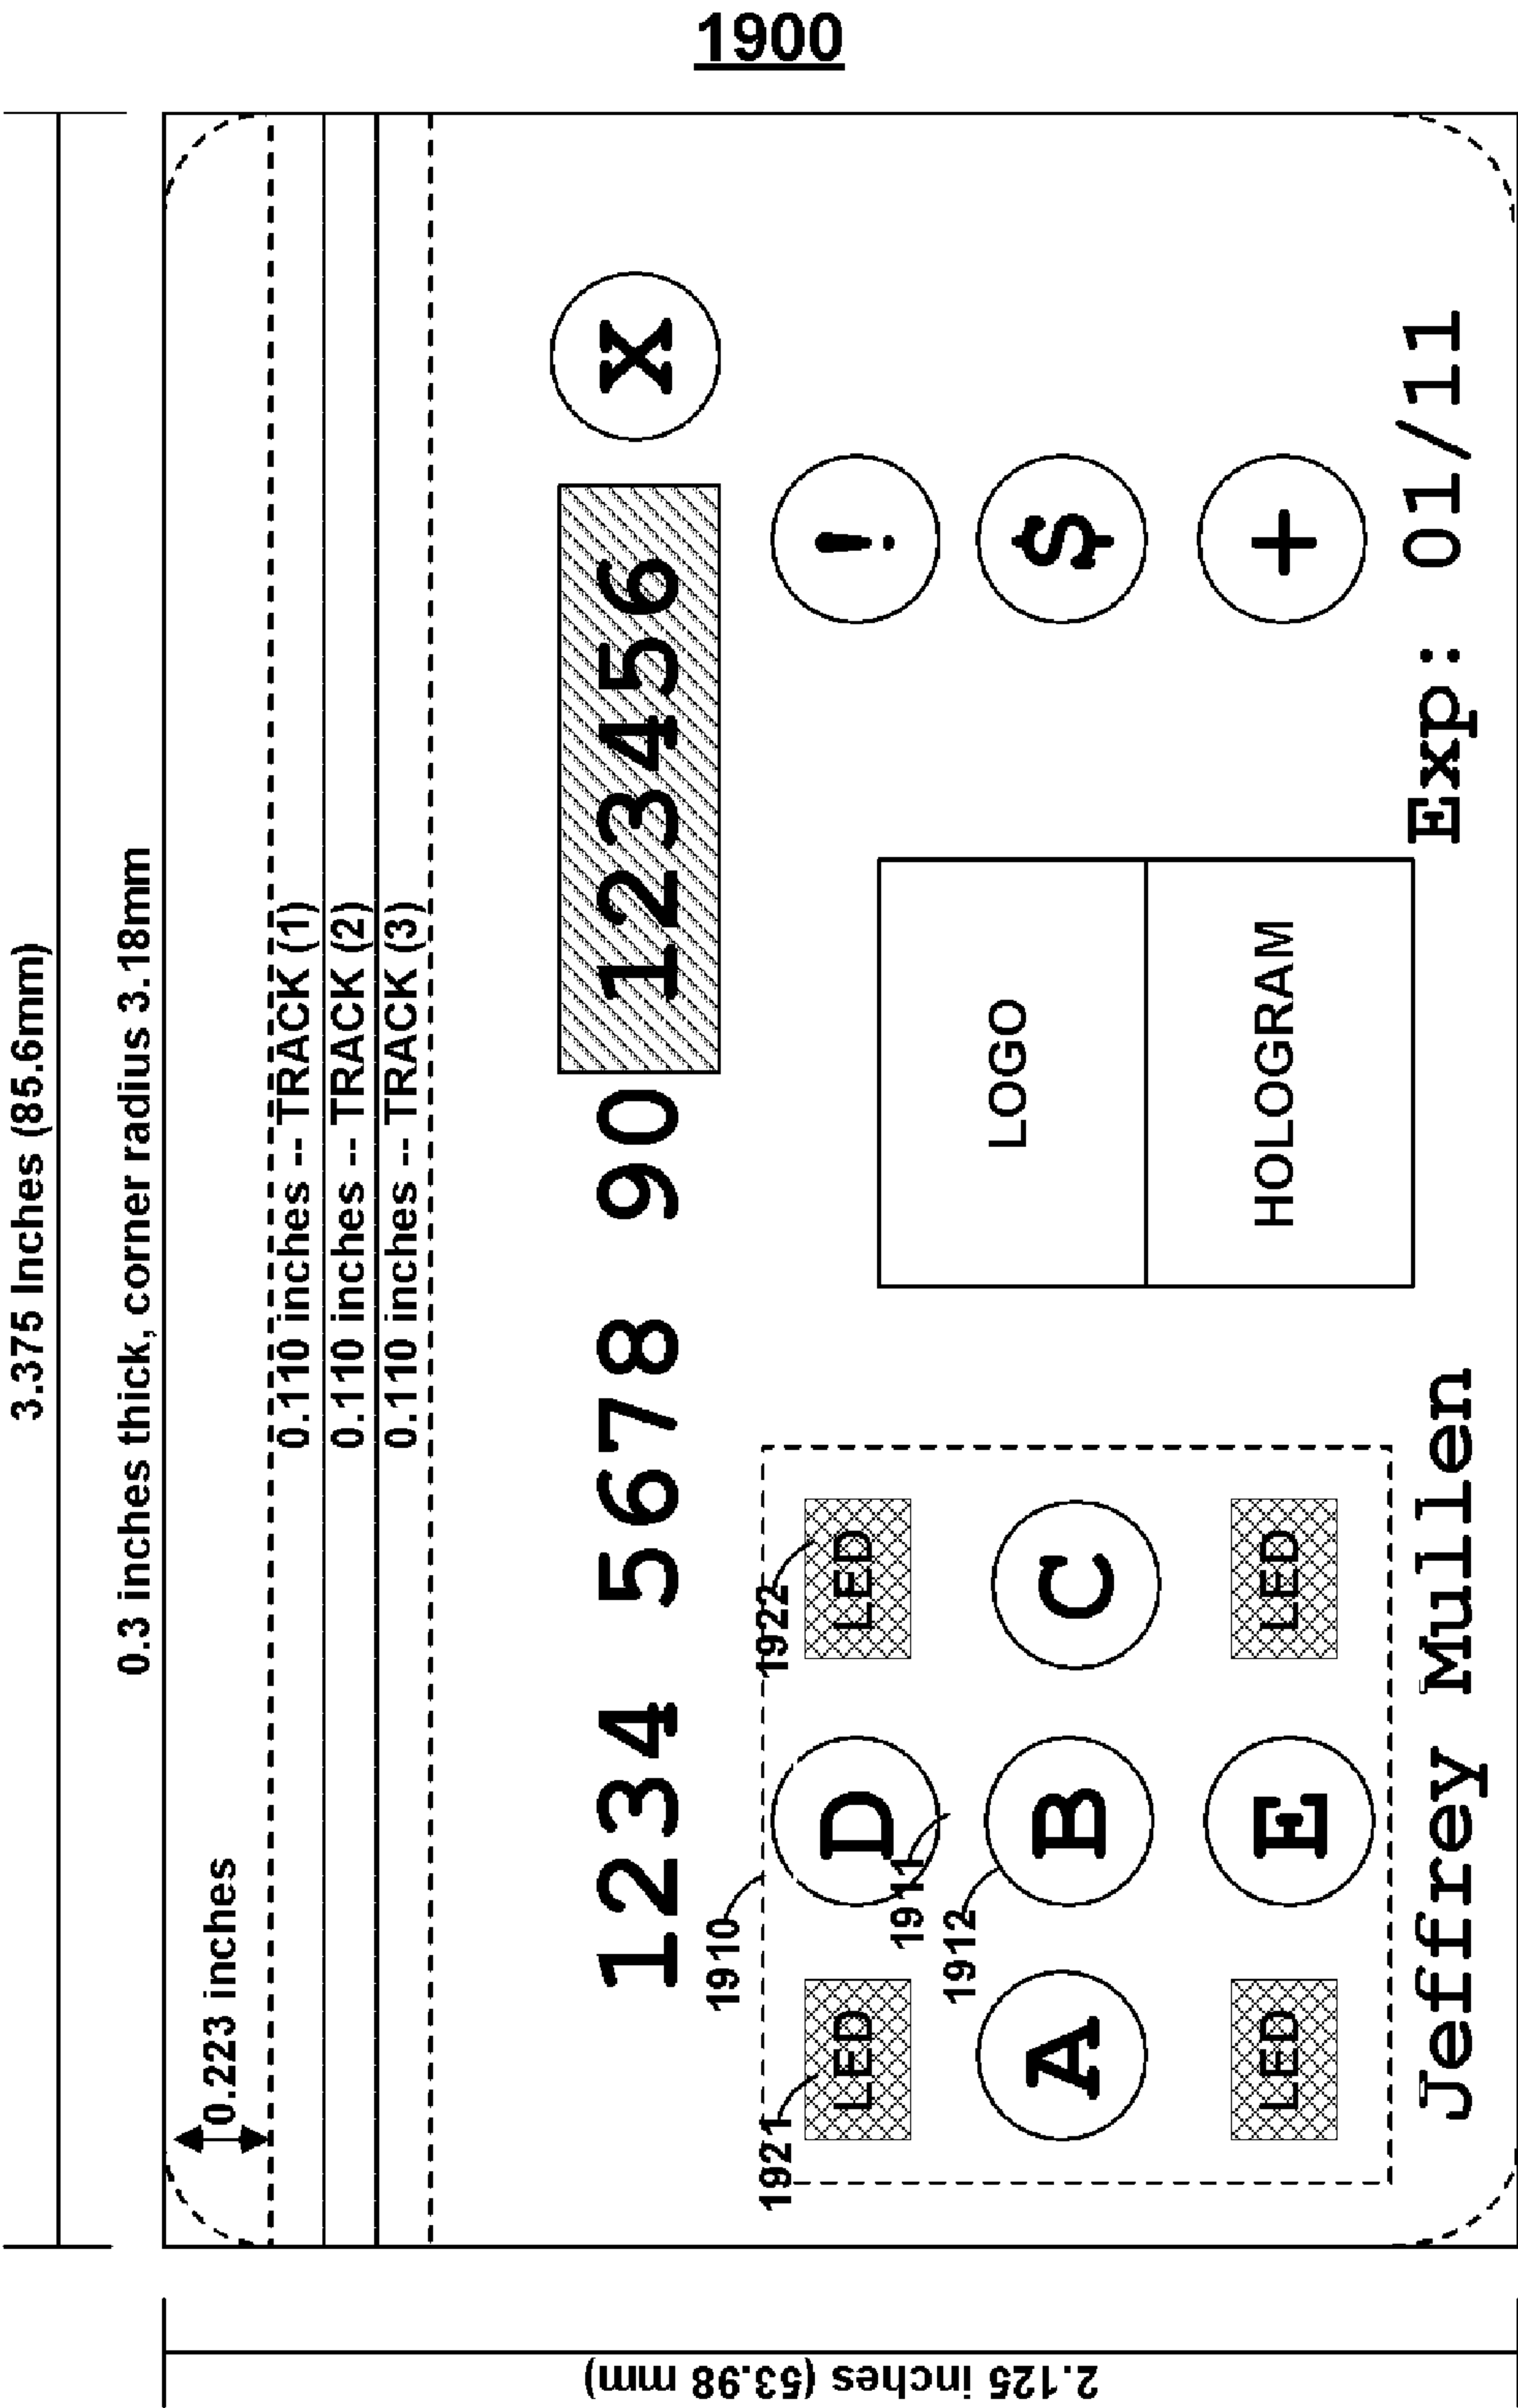 1900
3.375 Inches (85.6mm)
0.3 inches thick, corner radius 3.18mm
0.223 inches
0.110 inches -- TRACK (1)
0.110 inches -- TRACK (2)
0.110 inches -- TRACK (3)
2.125 inches (53.98 mm)
1234 5678 90 123456 X
1910
1921 LED D 1922 LED !
1911
1912
A B C LOGO $
LED E LED HOLOGRAM +
Jeffrey Mullen Exp: 01/11